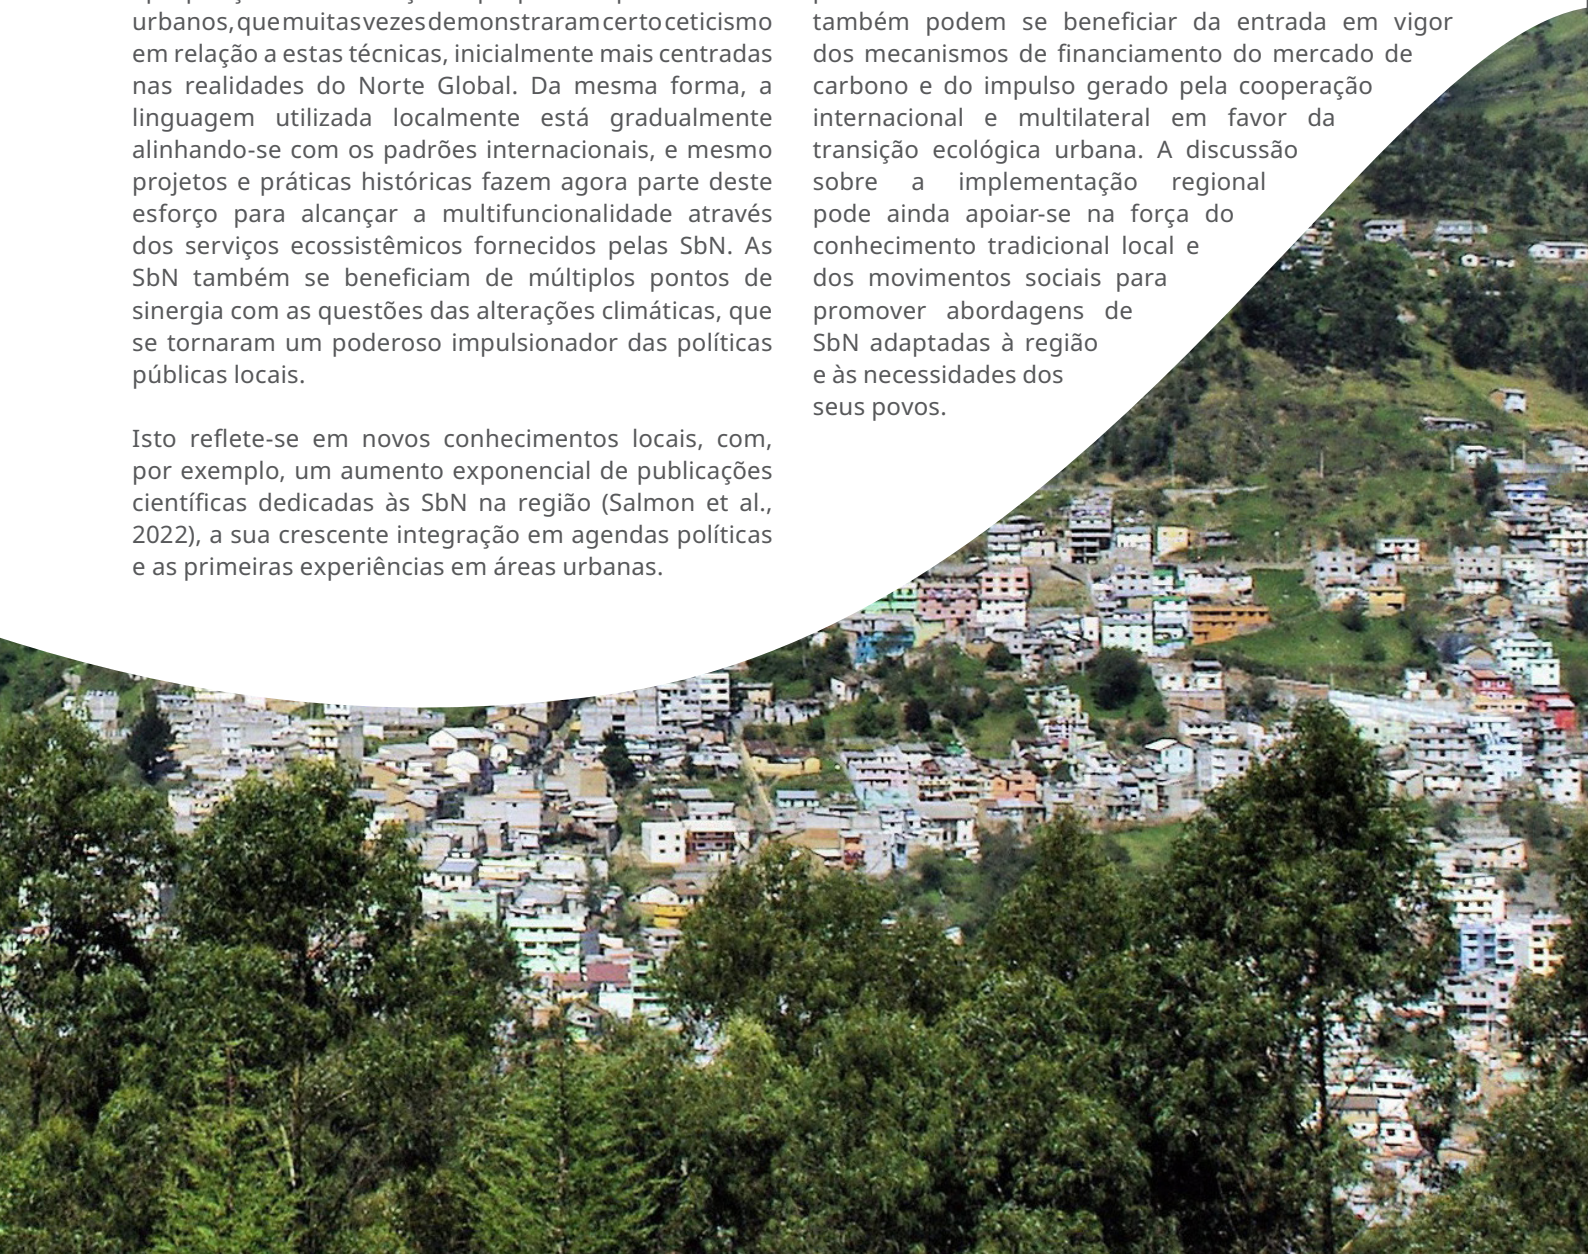 urbanos, que muitas vezes demonstraram certo ceticismo
em relação a estas técnicas, inicialmente mais centradas
nas realidades do Norte Global. Da mesma forma, a
linguagem utilizada localmente está gradualmente
alinhando-se com os padrões internacionais, e mesmo
projetos e práticas históricas fazem agora parte deste
esforço para alcançar a multifuncionalidade através
dos serviços ecossistêmicos fornecidos pelas SbN. As
SbN também se beneficiam de múltiplos pontos de
sinergia com as questões das alterações climáticas, que
se tornaram um poderoso impulsionador das políticas
públicas locais.
Isto reflete-se em novos conhecimentos locais, com,
por exemplo, um aumento exponencial de publicações
científicas dedicadas às SbN na região (Salmon et al.,
2022), a sua crescente integração em agendas políticas
e as primeiras experiências em áreas urbanas.
também podem se beneficiar da entrada em vigor
dos mecanismos de financiamento do mercado de
carbono e do impulso gerado pela cooperação
internacional e multilateral em favor da
transição ecológica urbana. A discussão
sobre a implementação regional
pode ainda apoiar-se na força do
conhecimento tradicional local e
dos movimentos sociais para
promover abordagens de
SbN adaptadas à região
e às necessidades dos
seus povos.